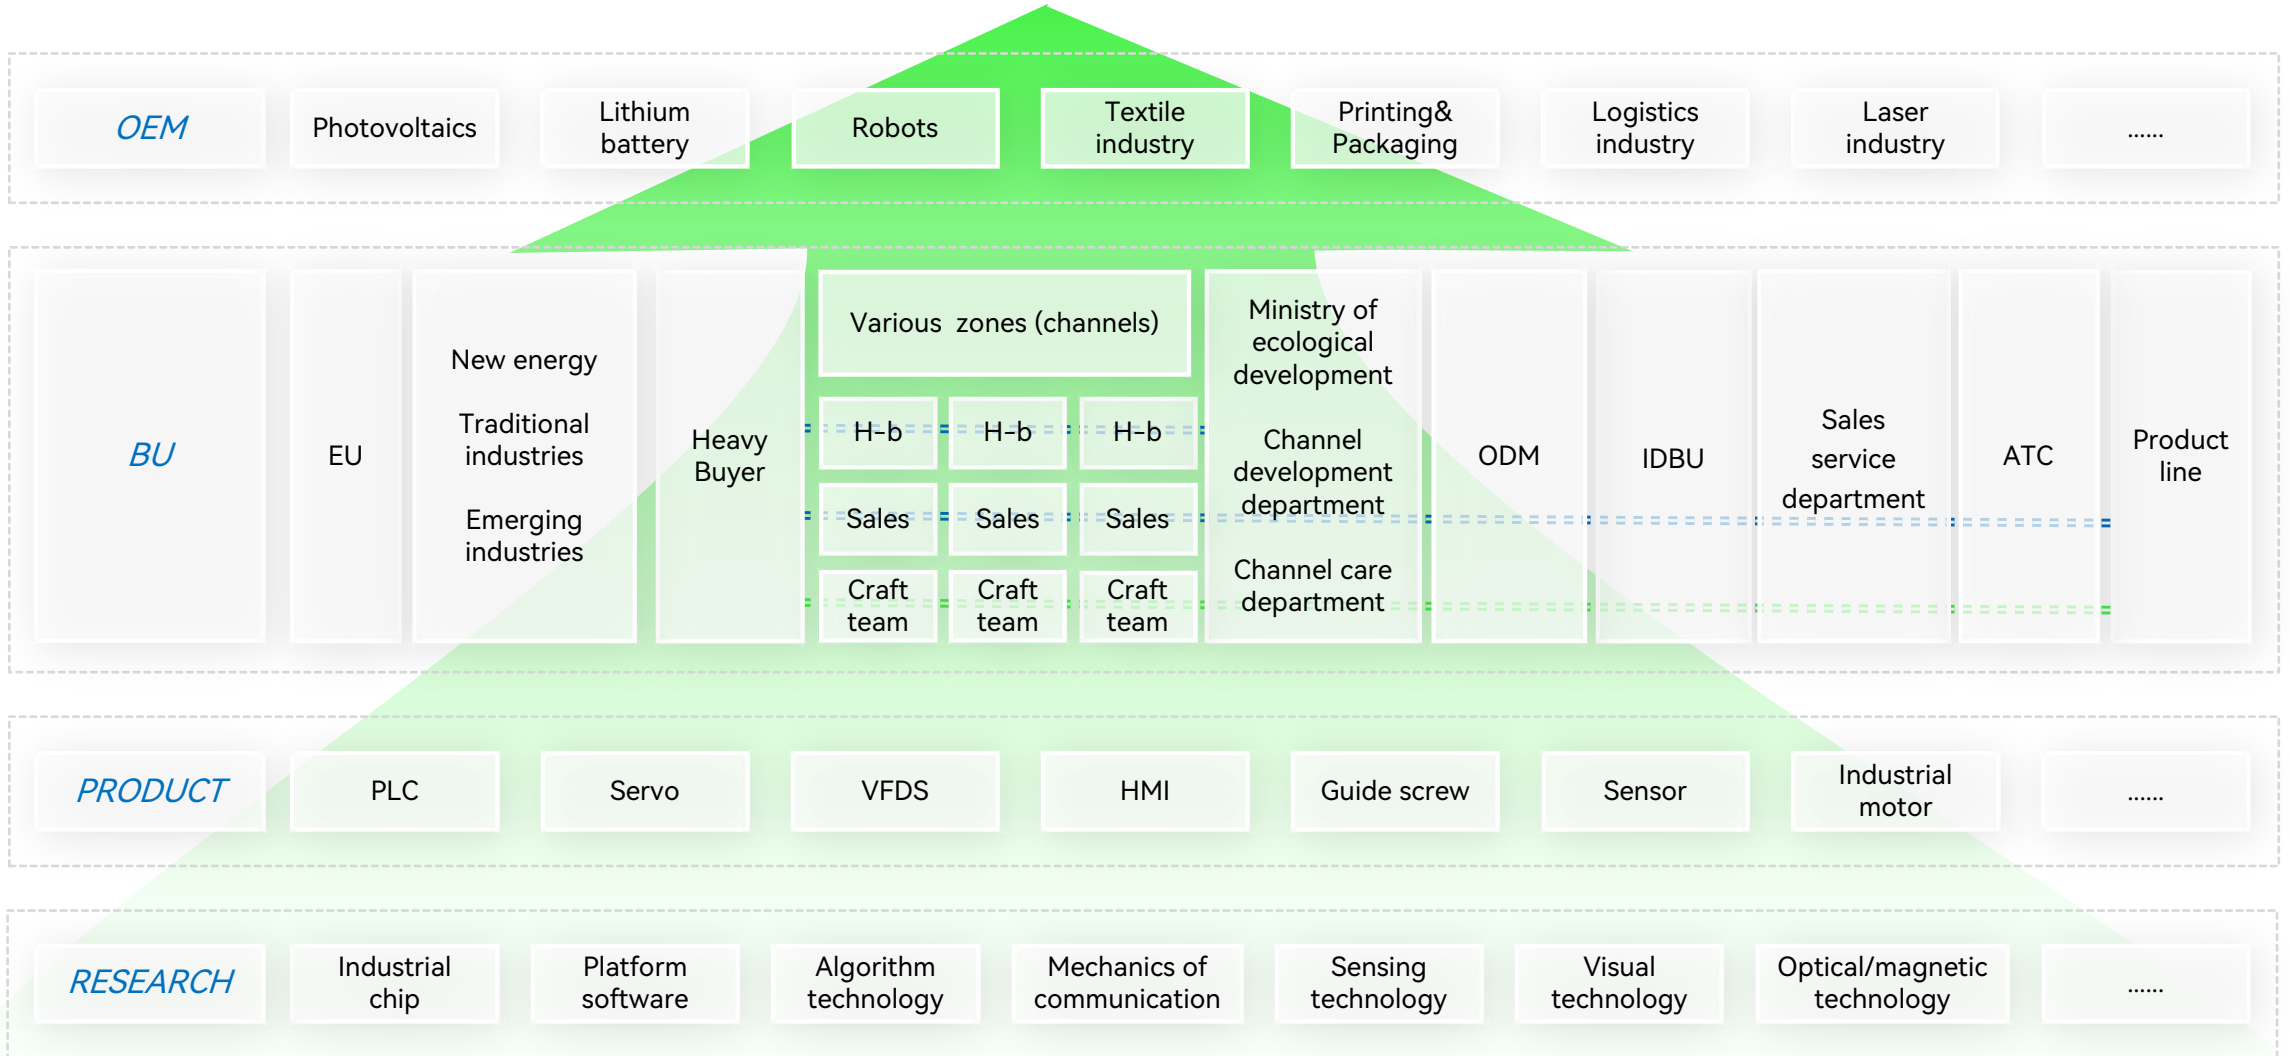 OEM
Photovoltaics
Lithium
battery
Robots
Textile
industry
Printing&
Packaging
Logistics
industry
Laser
industry
......
BU
EU
New energy
Traditional
industries
Emerging
industries
Heavy
Buyer
Various zones (channels)
H-b
H-b
H-b
Sales
Sales
Sales
Craft
team
Craft
team
Craft
team
Ministry of
ecological
development
Channel
development
department
Channel care
department
ODM
IDBU
Sales
service
department
ATC
Product
line
PRODUCT
PLC
Servo
VFDS
HMI
Guide screw
Sensor
Industrial
motor
......
RESEARCH
Industrial
chip
Platform
software
Algorithm
technology
Mechanics of
communication
Sensing
technology
Visual
technology
Optical/magnetic
technology
......